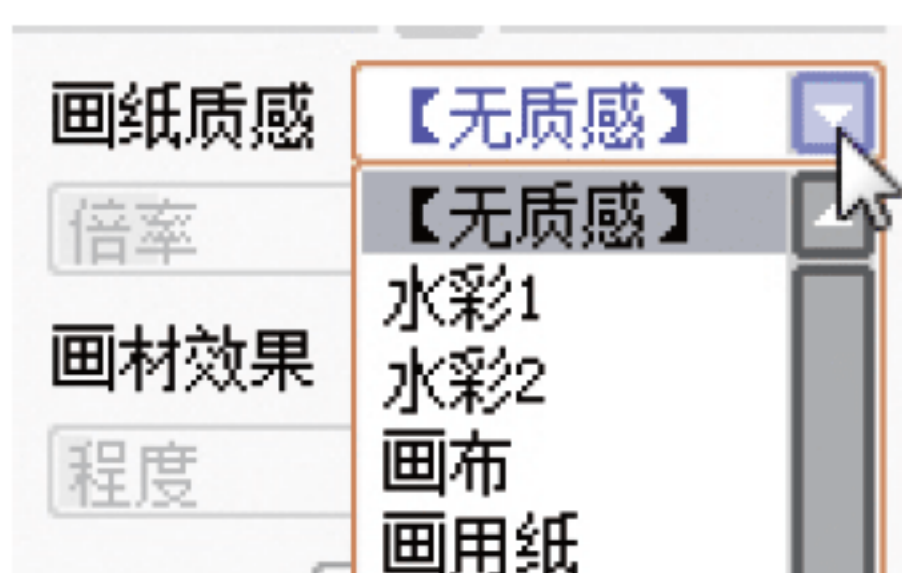 画纸质感 【无质感】
【无质感】
倍率
水彩1
画材效果
水彩2
程度
画布
画用纸